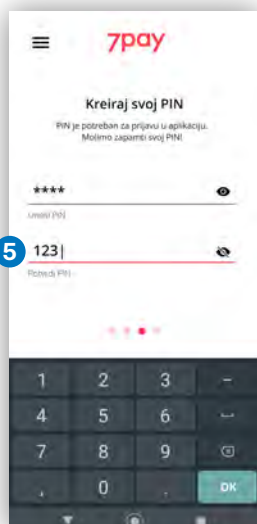 7pay
Kreiraj svoj PIN
PIN je potreban za prijavu u aplikaciju.
Molimo zapamti svoj PIN!
****
Unesi PIN
5
123
Potvrdi PIN
1 2 3 -
4 5 6
7 8 9
, 0 . OK